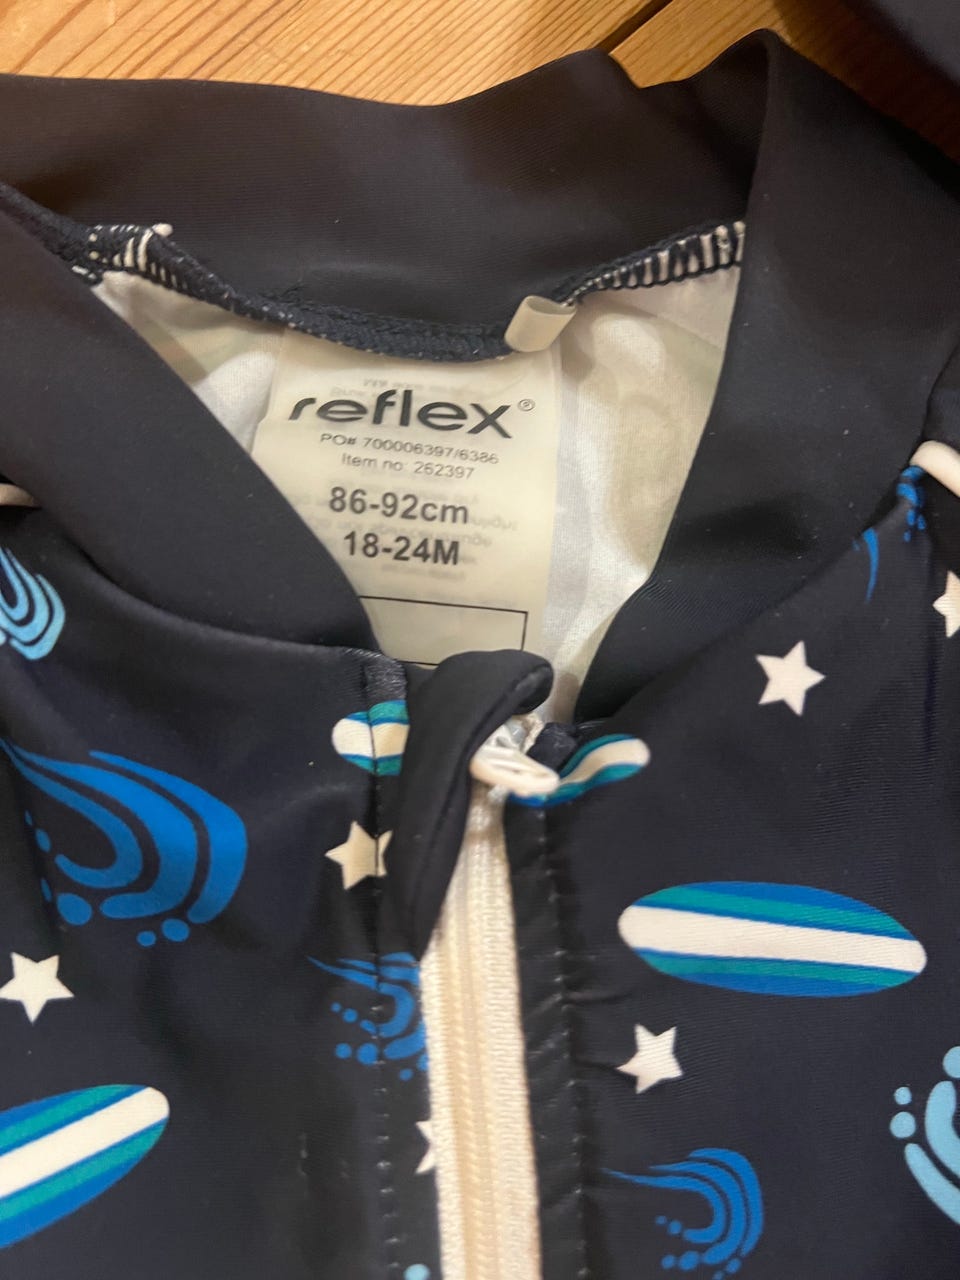 reflex®
PO# 700006397/6386
Item no: 262397
86-92cm
18-24M